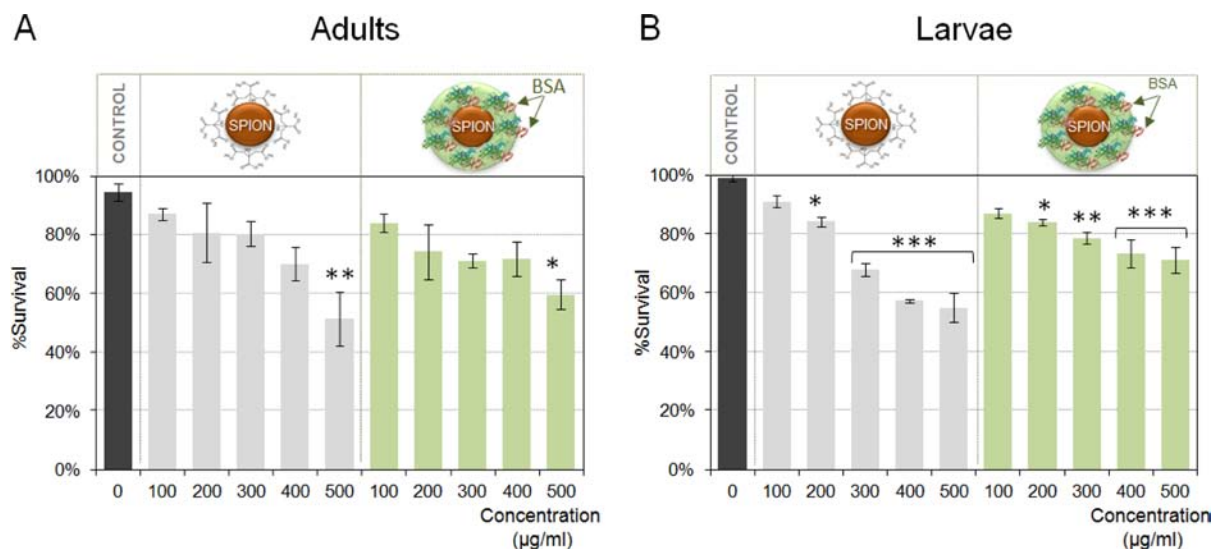 A
Adults
CONTROL
SPION
SPION
BSA
100%
80%
60%
40%
20%
0%
%Survival
**
*
0 100 200 300 400 500 100 200 300 400 500
Concentration
(µg/ml)
B
Larvae
CONTROL
SPION
SPION
BSA
100%
80%
60%
40%
20%
0%
%Survival
*
***
*
**
***
0 100 200 300 400 500 100 200 300 400 500
Concentration
(µg/ml)